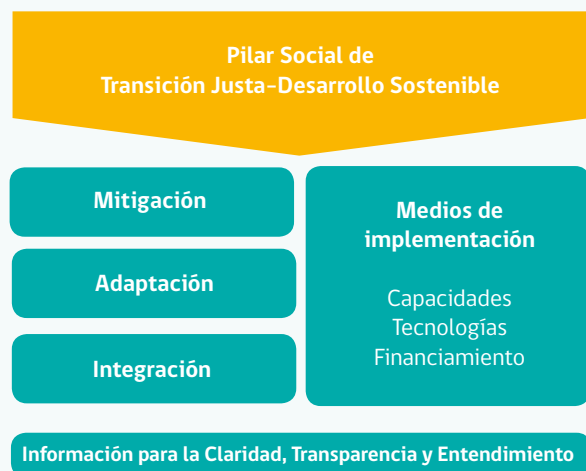 Pilar Social de
Transición Justa-Desarrollo Sostenible
Mitigación
Adaptación
Integración
Medios de
implementación
Capacidades
Tecnologías
Financiamiento
Información para la Claridad, Transparencia y Entendimiento